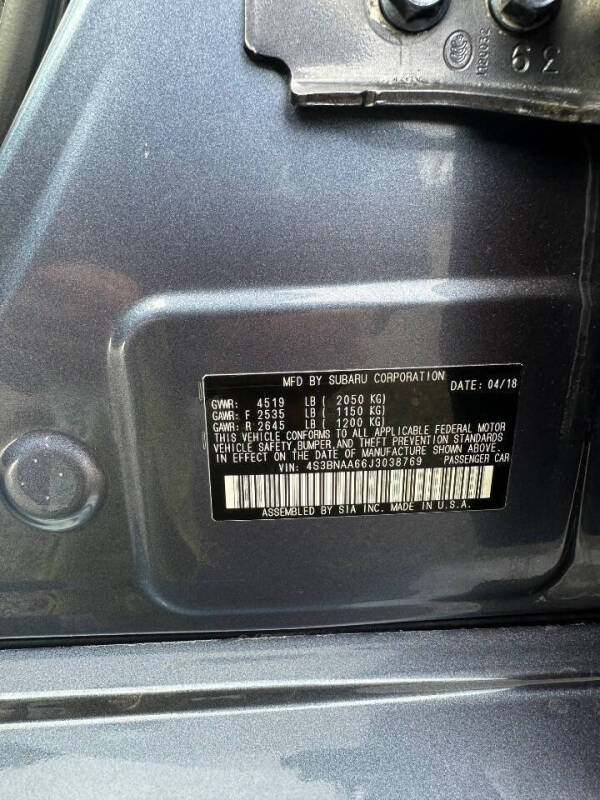 M20032
39
MFD BY SUBARU CORPORATION DATE: 04/18
GVWR: 4519 LB ( 2050 KG)
GAWR: F 2535 LB ( 1150 KG)
GAWR: R 2645 LB ( 1200 KG)
THIS VEHICLE CONFORMS TO ALL APPLICABLE FEDERAL MOTOR
VEHICLE SAFETY,BUMPER,AND THEFT PREVENTION STANDARDS
IN EFFECT ON THE DATE OF MANUFACTURE SHOWN ABOVE.
VIN: 4S3BNAA66J3038769 PASSENGER CAR
ASSEMBLED BY SIA INC. MADE IN U.S.A.